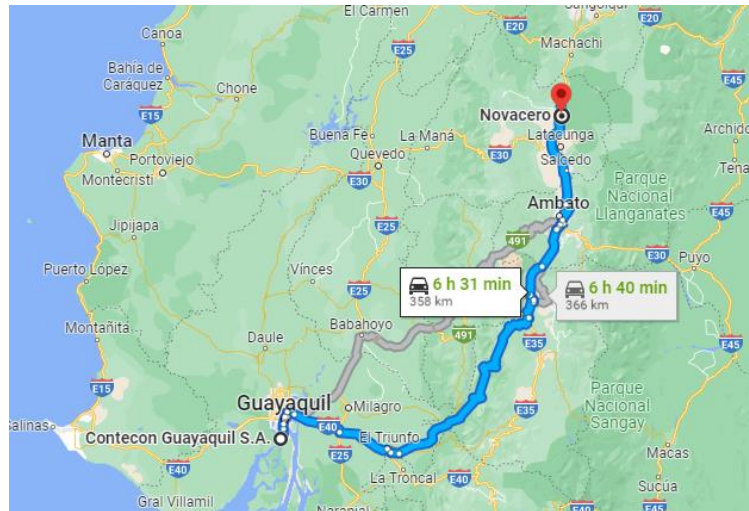 El Carmen
E20
E20
Sangolquí
Canoa
E25
Machachi
Bahía de
Caráquez
Chone
Novacero
E15
Manta
Buena Fe
La Maná
E30
Latacunga
Archido
Portoviejo
Quevedo
Salcedo
Tena
Montecristi
E30
Parque
Nacional
Llanganates
Ambato
E45
Jipijapa
E25
491
E30
Puyo
Vinces
Puerto López
6 h 31 min
358 km
6 h 40 min
366 km
Babahoyo
491
E45
Montañita
Daule
E35
E15
Guayaquil
Milagro
Parque
Nacional
Sangay
Salinas
Contecon Guayaquil S.A.
E40
El Triunfo
E35
E40
E25
La Troncal
Macas
E45
Sucúa
Gral Villamil
Naranjal